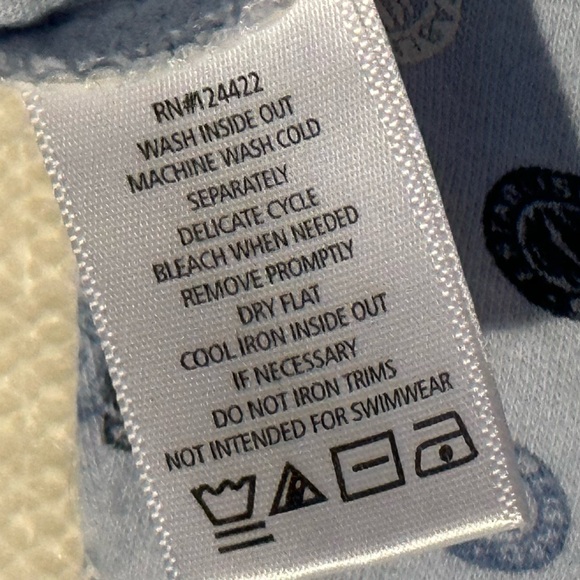 RN#124422
WASH INSIDE OUT
MACHINE WASH COLD
SEPARATELY
DELICATE CYCLE
BLEACH WHEN NEEDED
REMOVE PROMPTLY
DRY FLAT
COOL IRON INSIDE OUT
IF NECESSARY
DO NOT IRON TRIMS
NOT INTENDED FOR SWIMWEAR